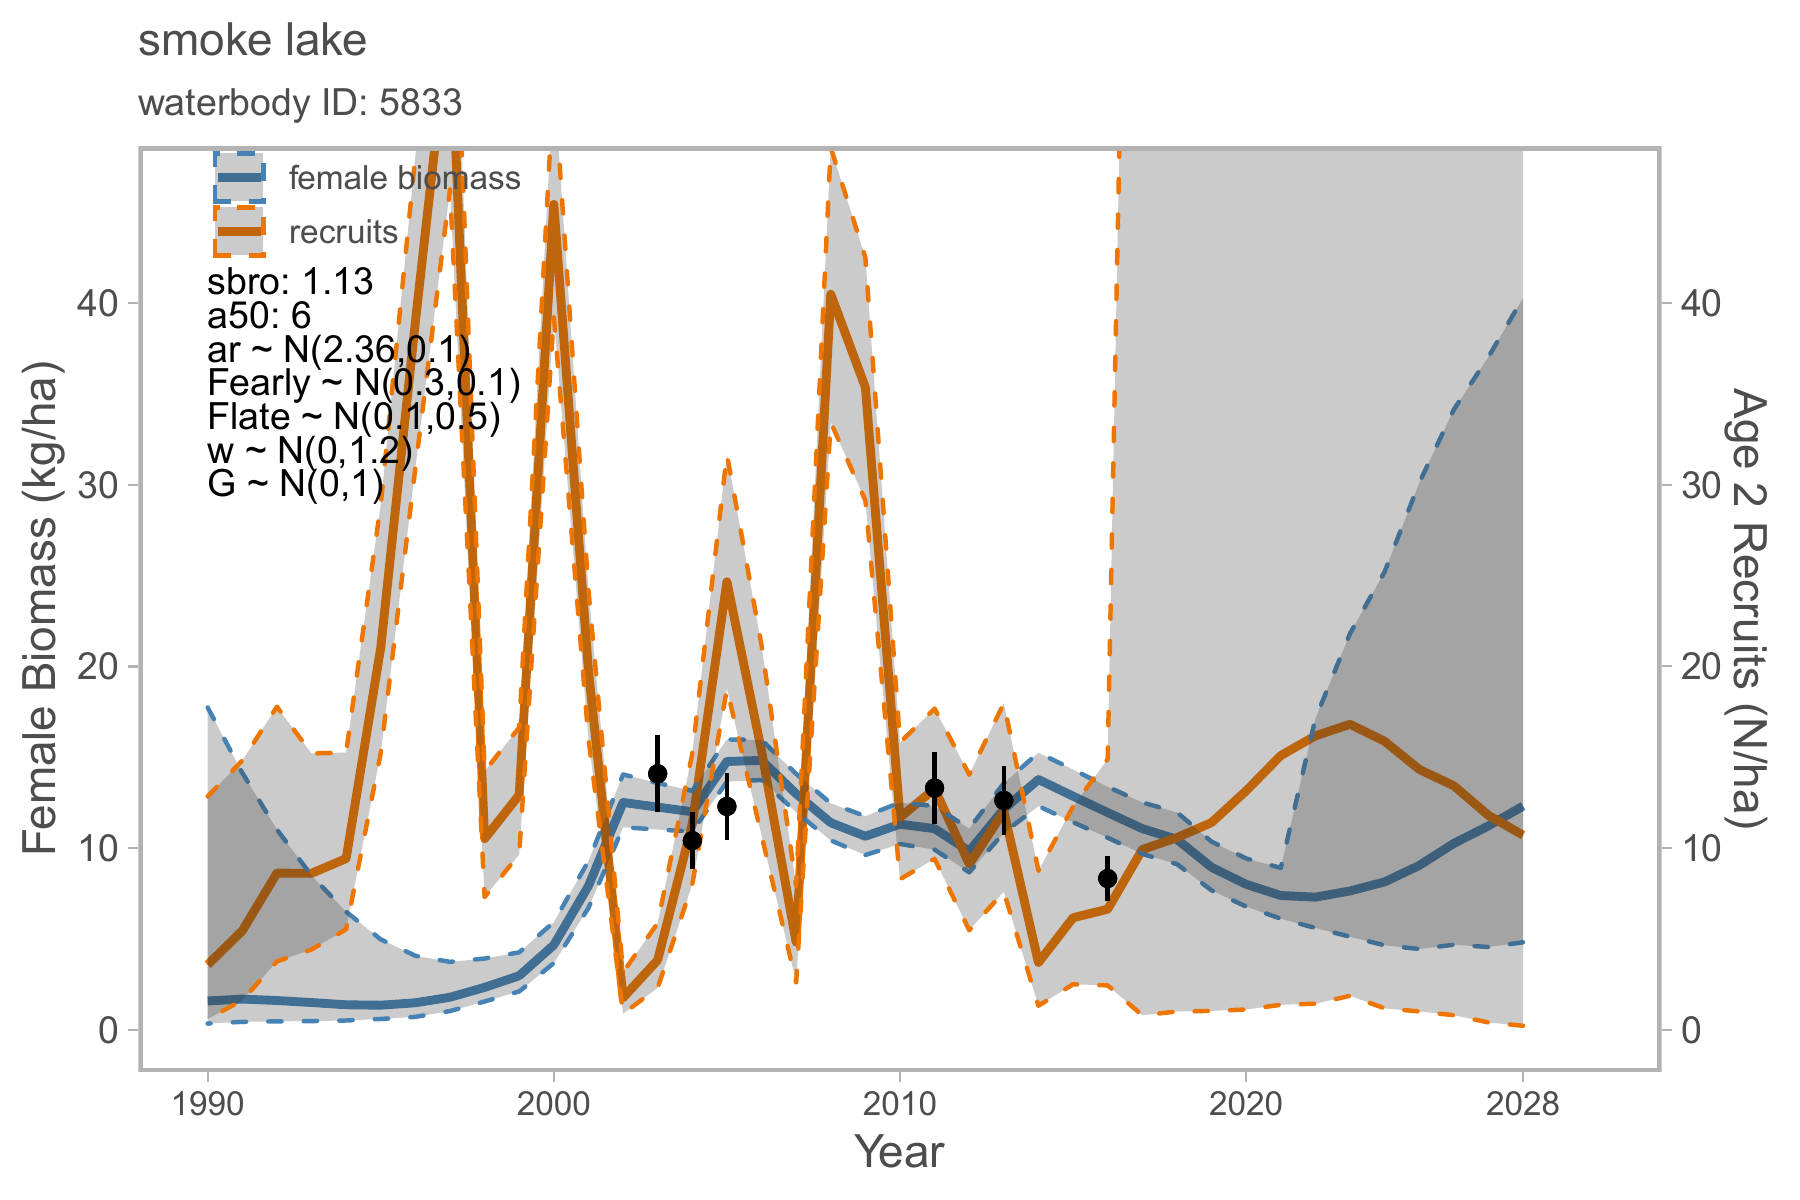 smoke lake
waterbody ID: 5833
female biomass
recruits
sbro: 1.13
a50: 6
ar ~ N(2.36,0.1)
Fearly ~ N(0.3,0.1)
Flate ~ N(0.1,0.5)
w ~ N(0,1.2)
G ~ N(0,1)
Female Biomass (kg/ha)
40
30
20
10
0
40
30
20
10
0
Age 2 Recruits (N/ha)
1990
2000
2010
2020
2028
Year